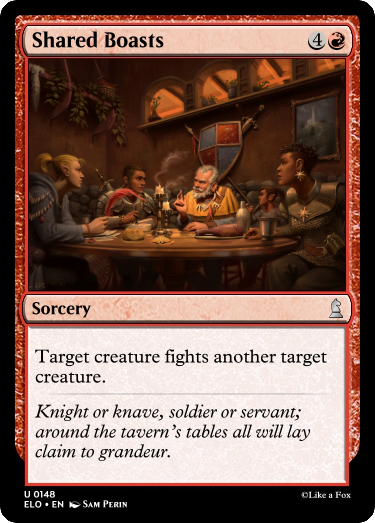 Shared Boasts 4
Sorcery
Target creature fights another target
creature.
Knight or knave, soldier or servant;
around the tavern's tables all will lay
claim to grandeur.
U 0148
ELO • EN Sam Perin
©Like a Fox